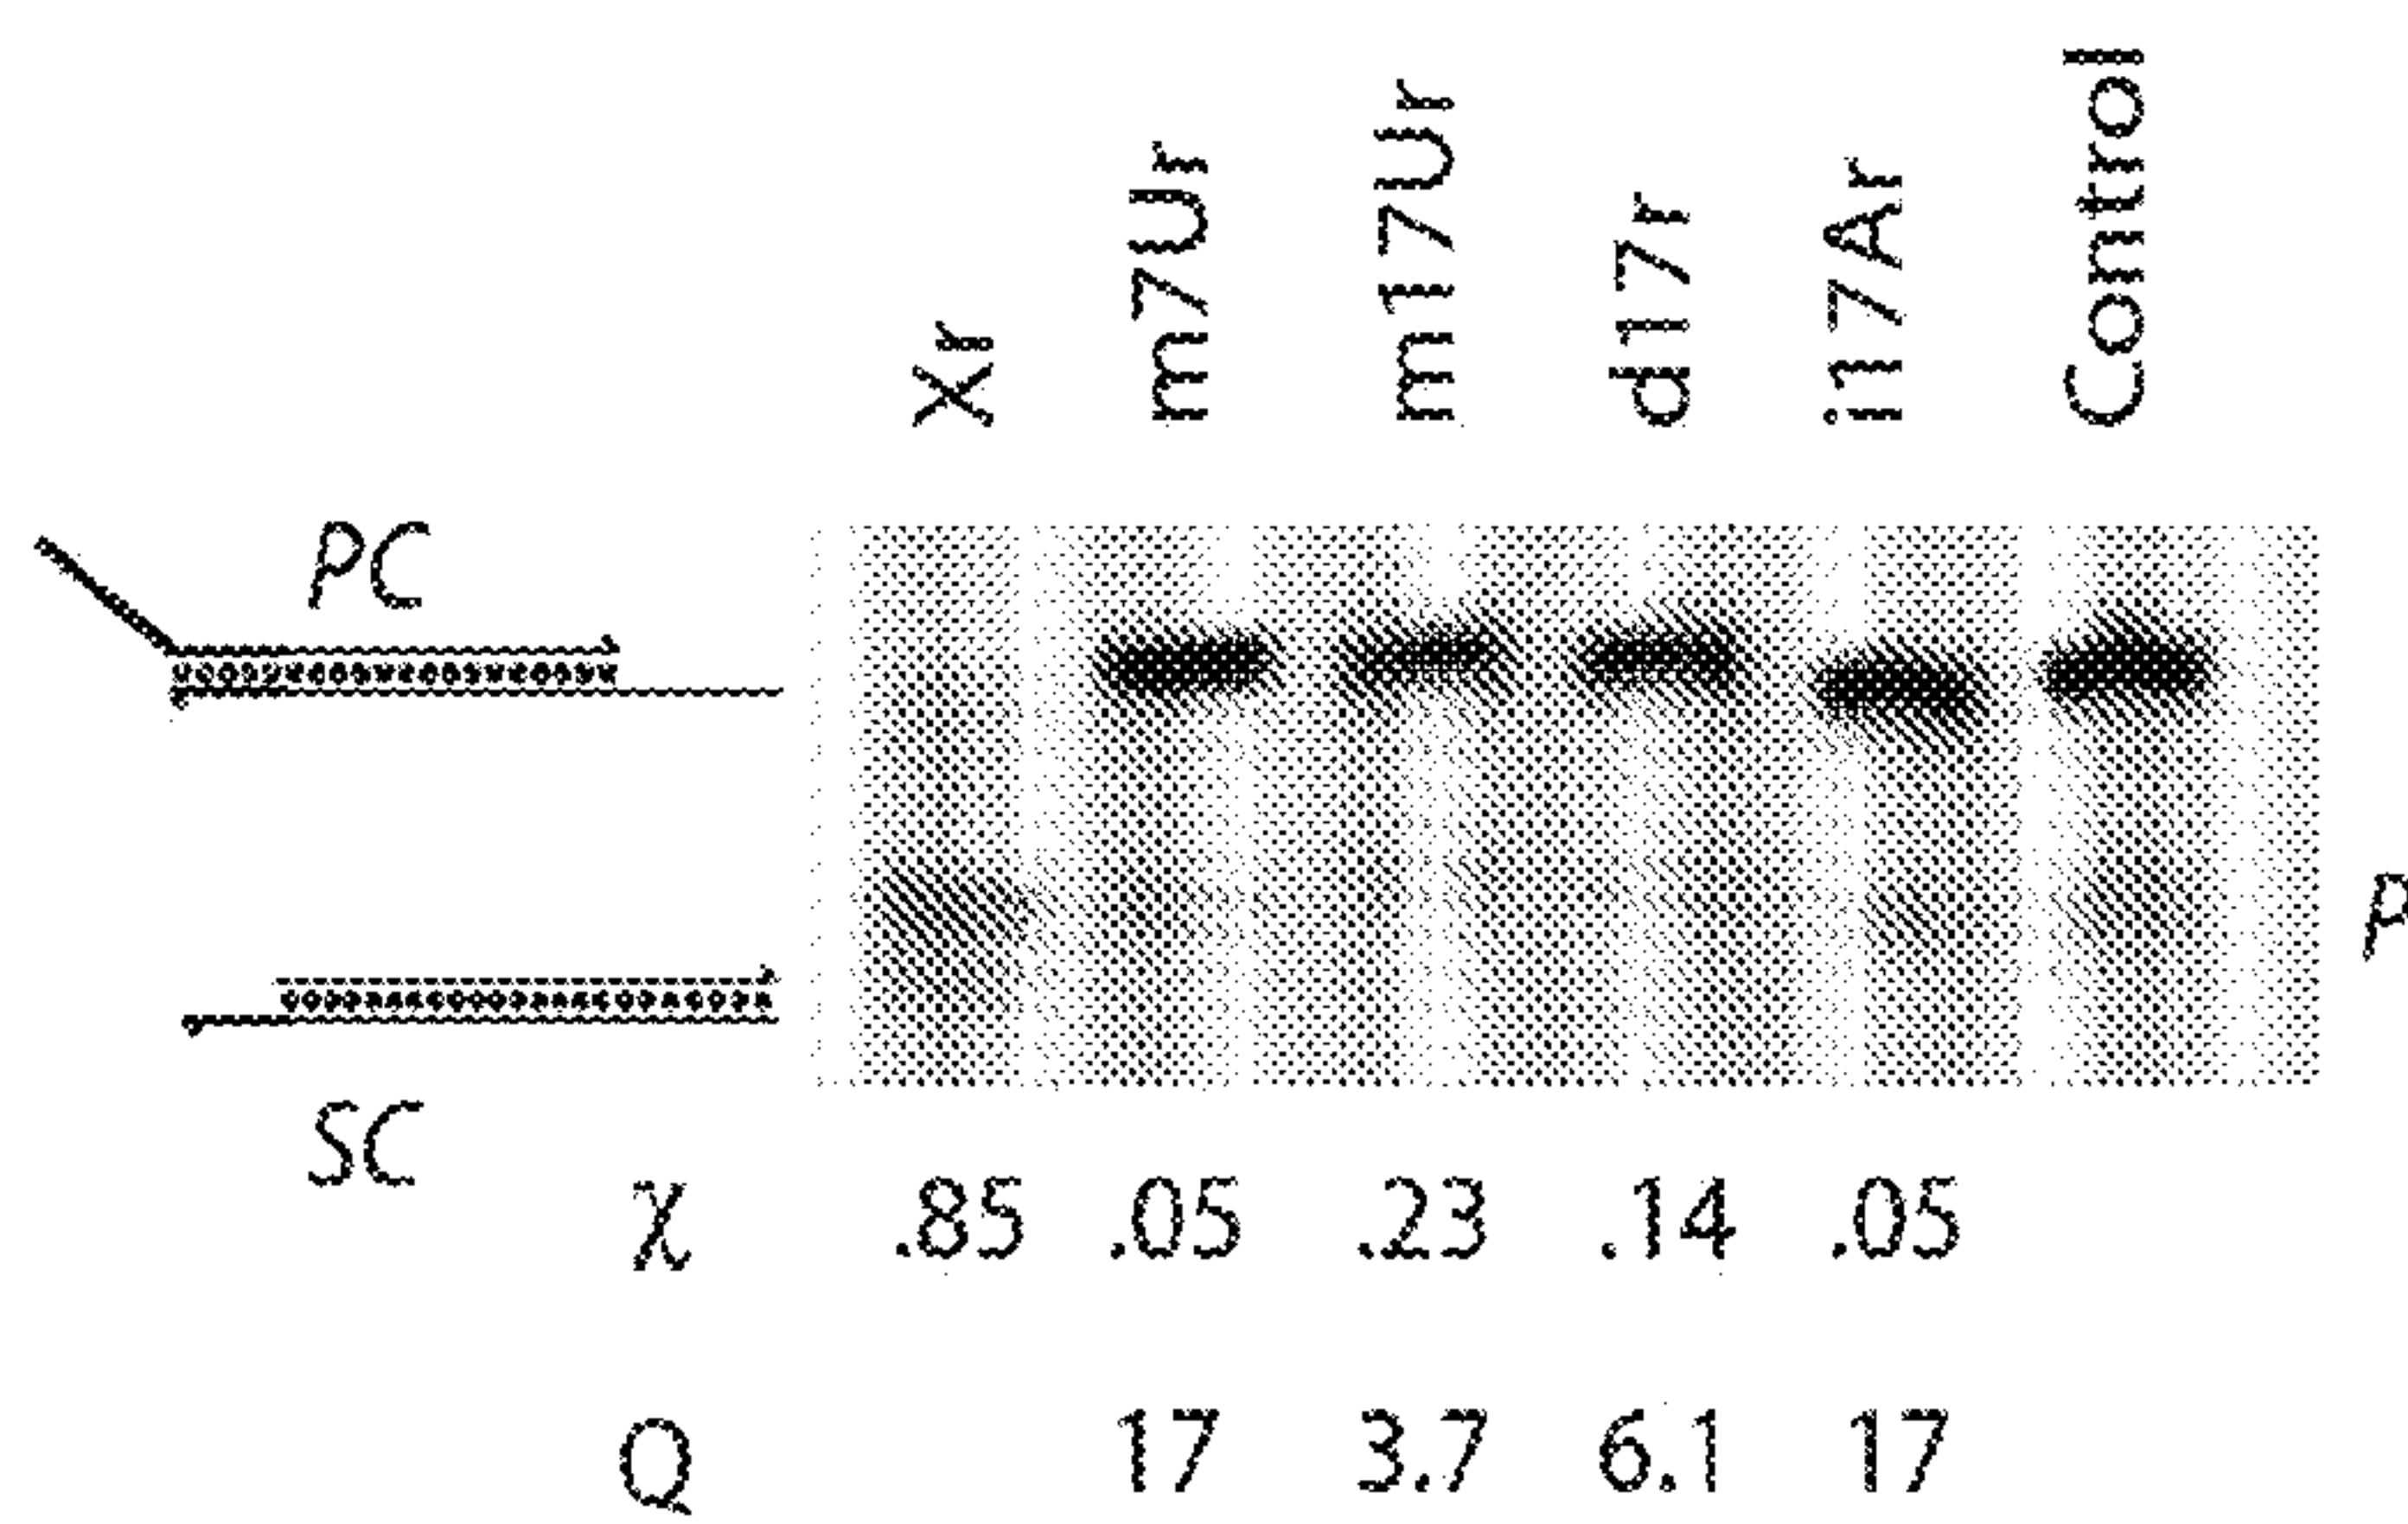 Xr m7Ur m17Ur d17r i17Ar Control
PC
P
SC
χ .85 .05 .23 .14 .05
Q 17 3.7 6.1 17